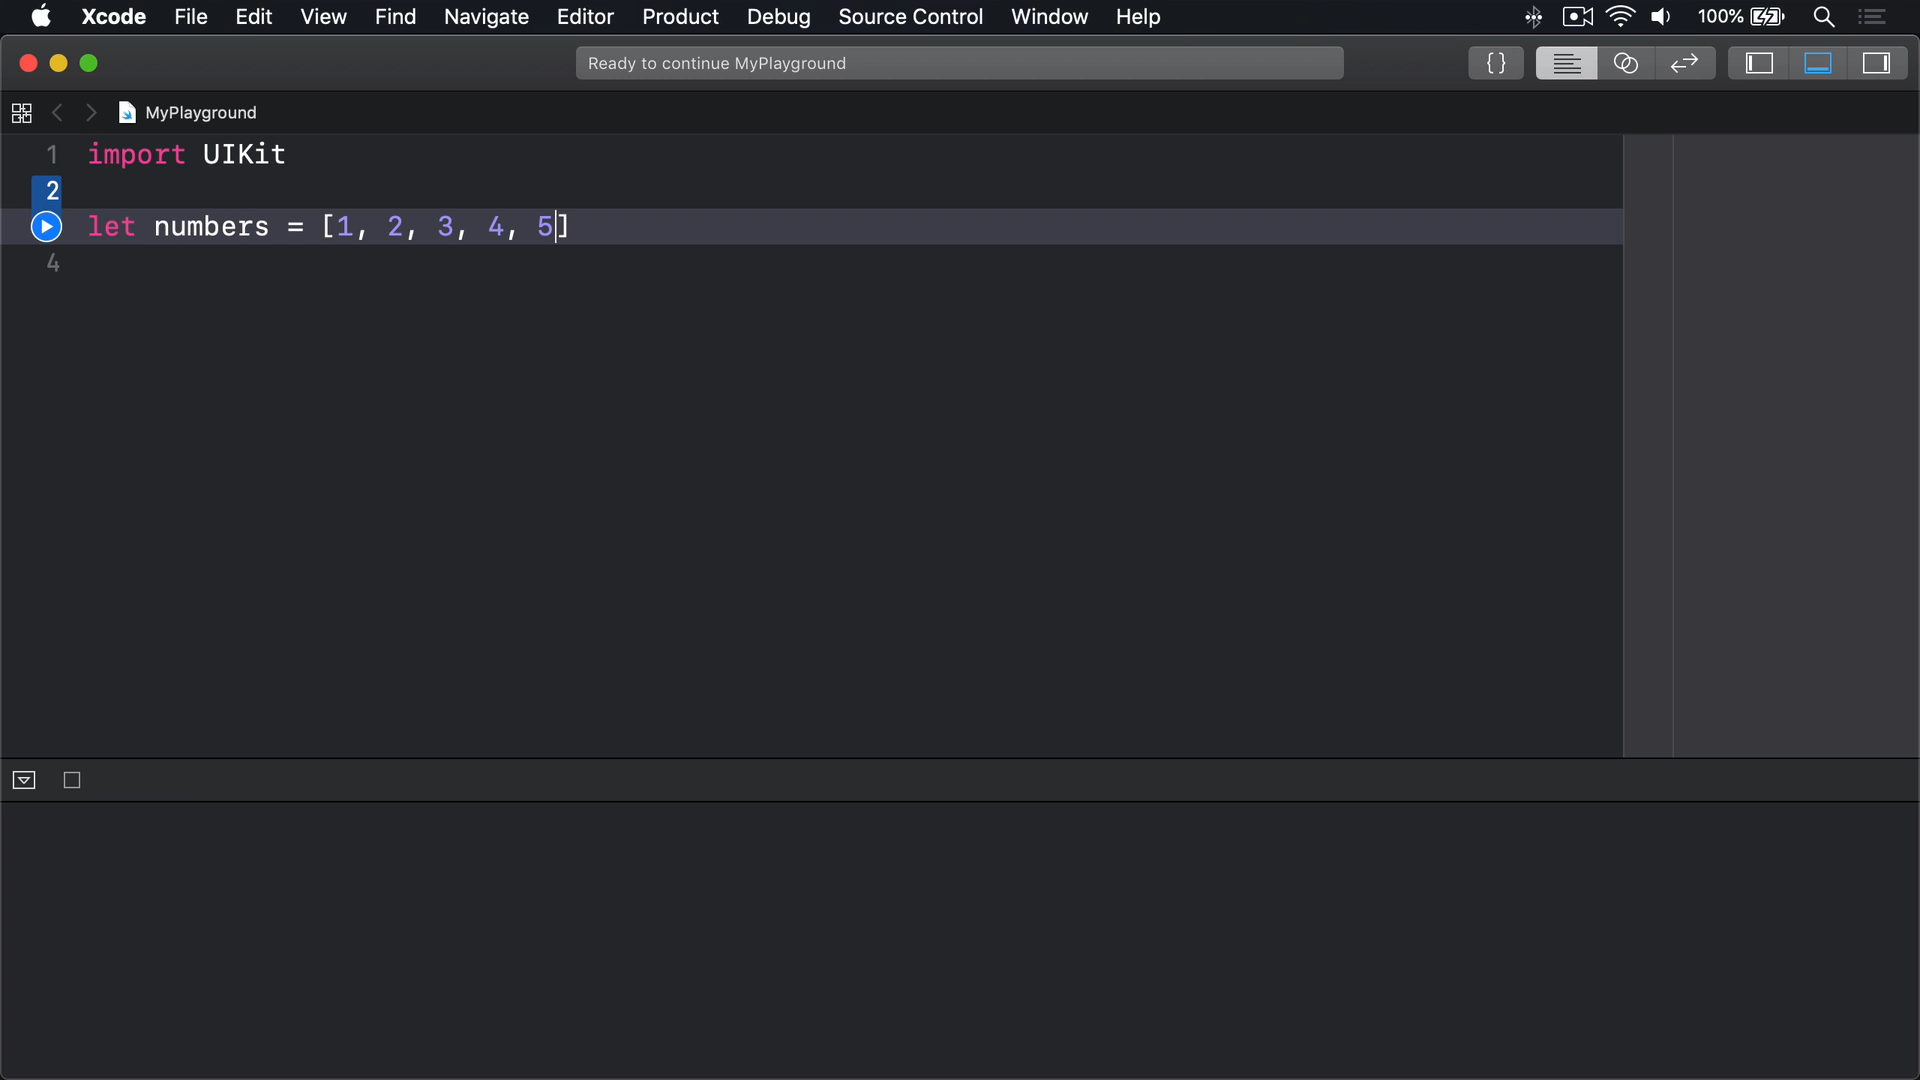 Xcode File Edit View Find Navigate Editor Product Debug Source Control Window Help 100%
Ready to continue MyPlayground {}
MyPlayground
1 import UIKit
2
let numbers = [1, 2, 3, 4, 5]
4